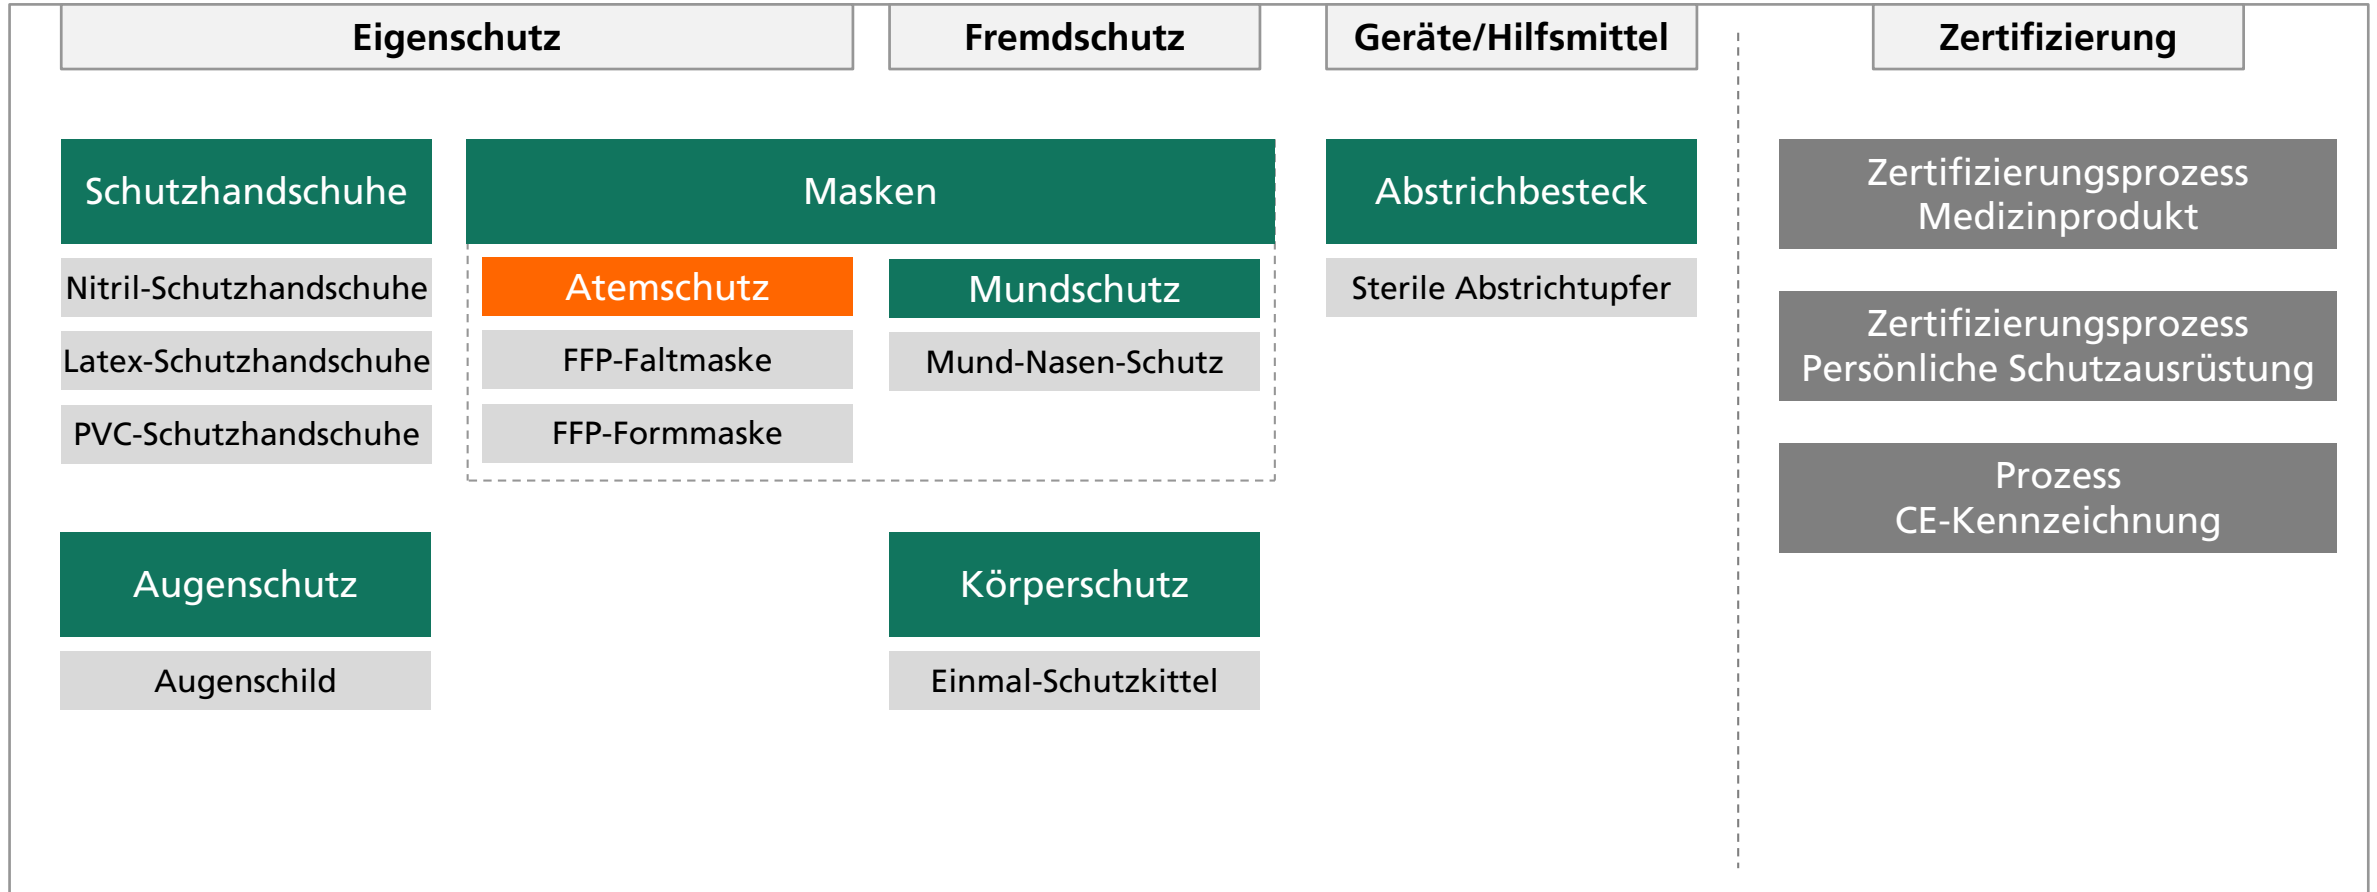 Eigenschutz
Fremdschutz
Geräte/Hilfsmittel
Zertifizierung
Schutzhandschuhe
Nitril-Schutzhandschuhe
Latex-Schutzhandschuhe
PVC-Schutzhandschuhe
Masken
Atemschutz
FFP-Faltmaske
FFP-Formmaske
Mundschutz
Mund-Nasen-Schutz
Abstrichbesteck
Sterile Abstrichtupfer
Zertifizierungsprozess
Medizinprodukt
Zertifizierungsprozess
Persönliche Schutzausrüstung
Prozess
CE-Kennzeichnung
Augenschutz
Augenschild
Körperschutz
Einmal-Schutzkittel